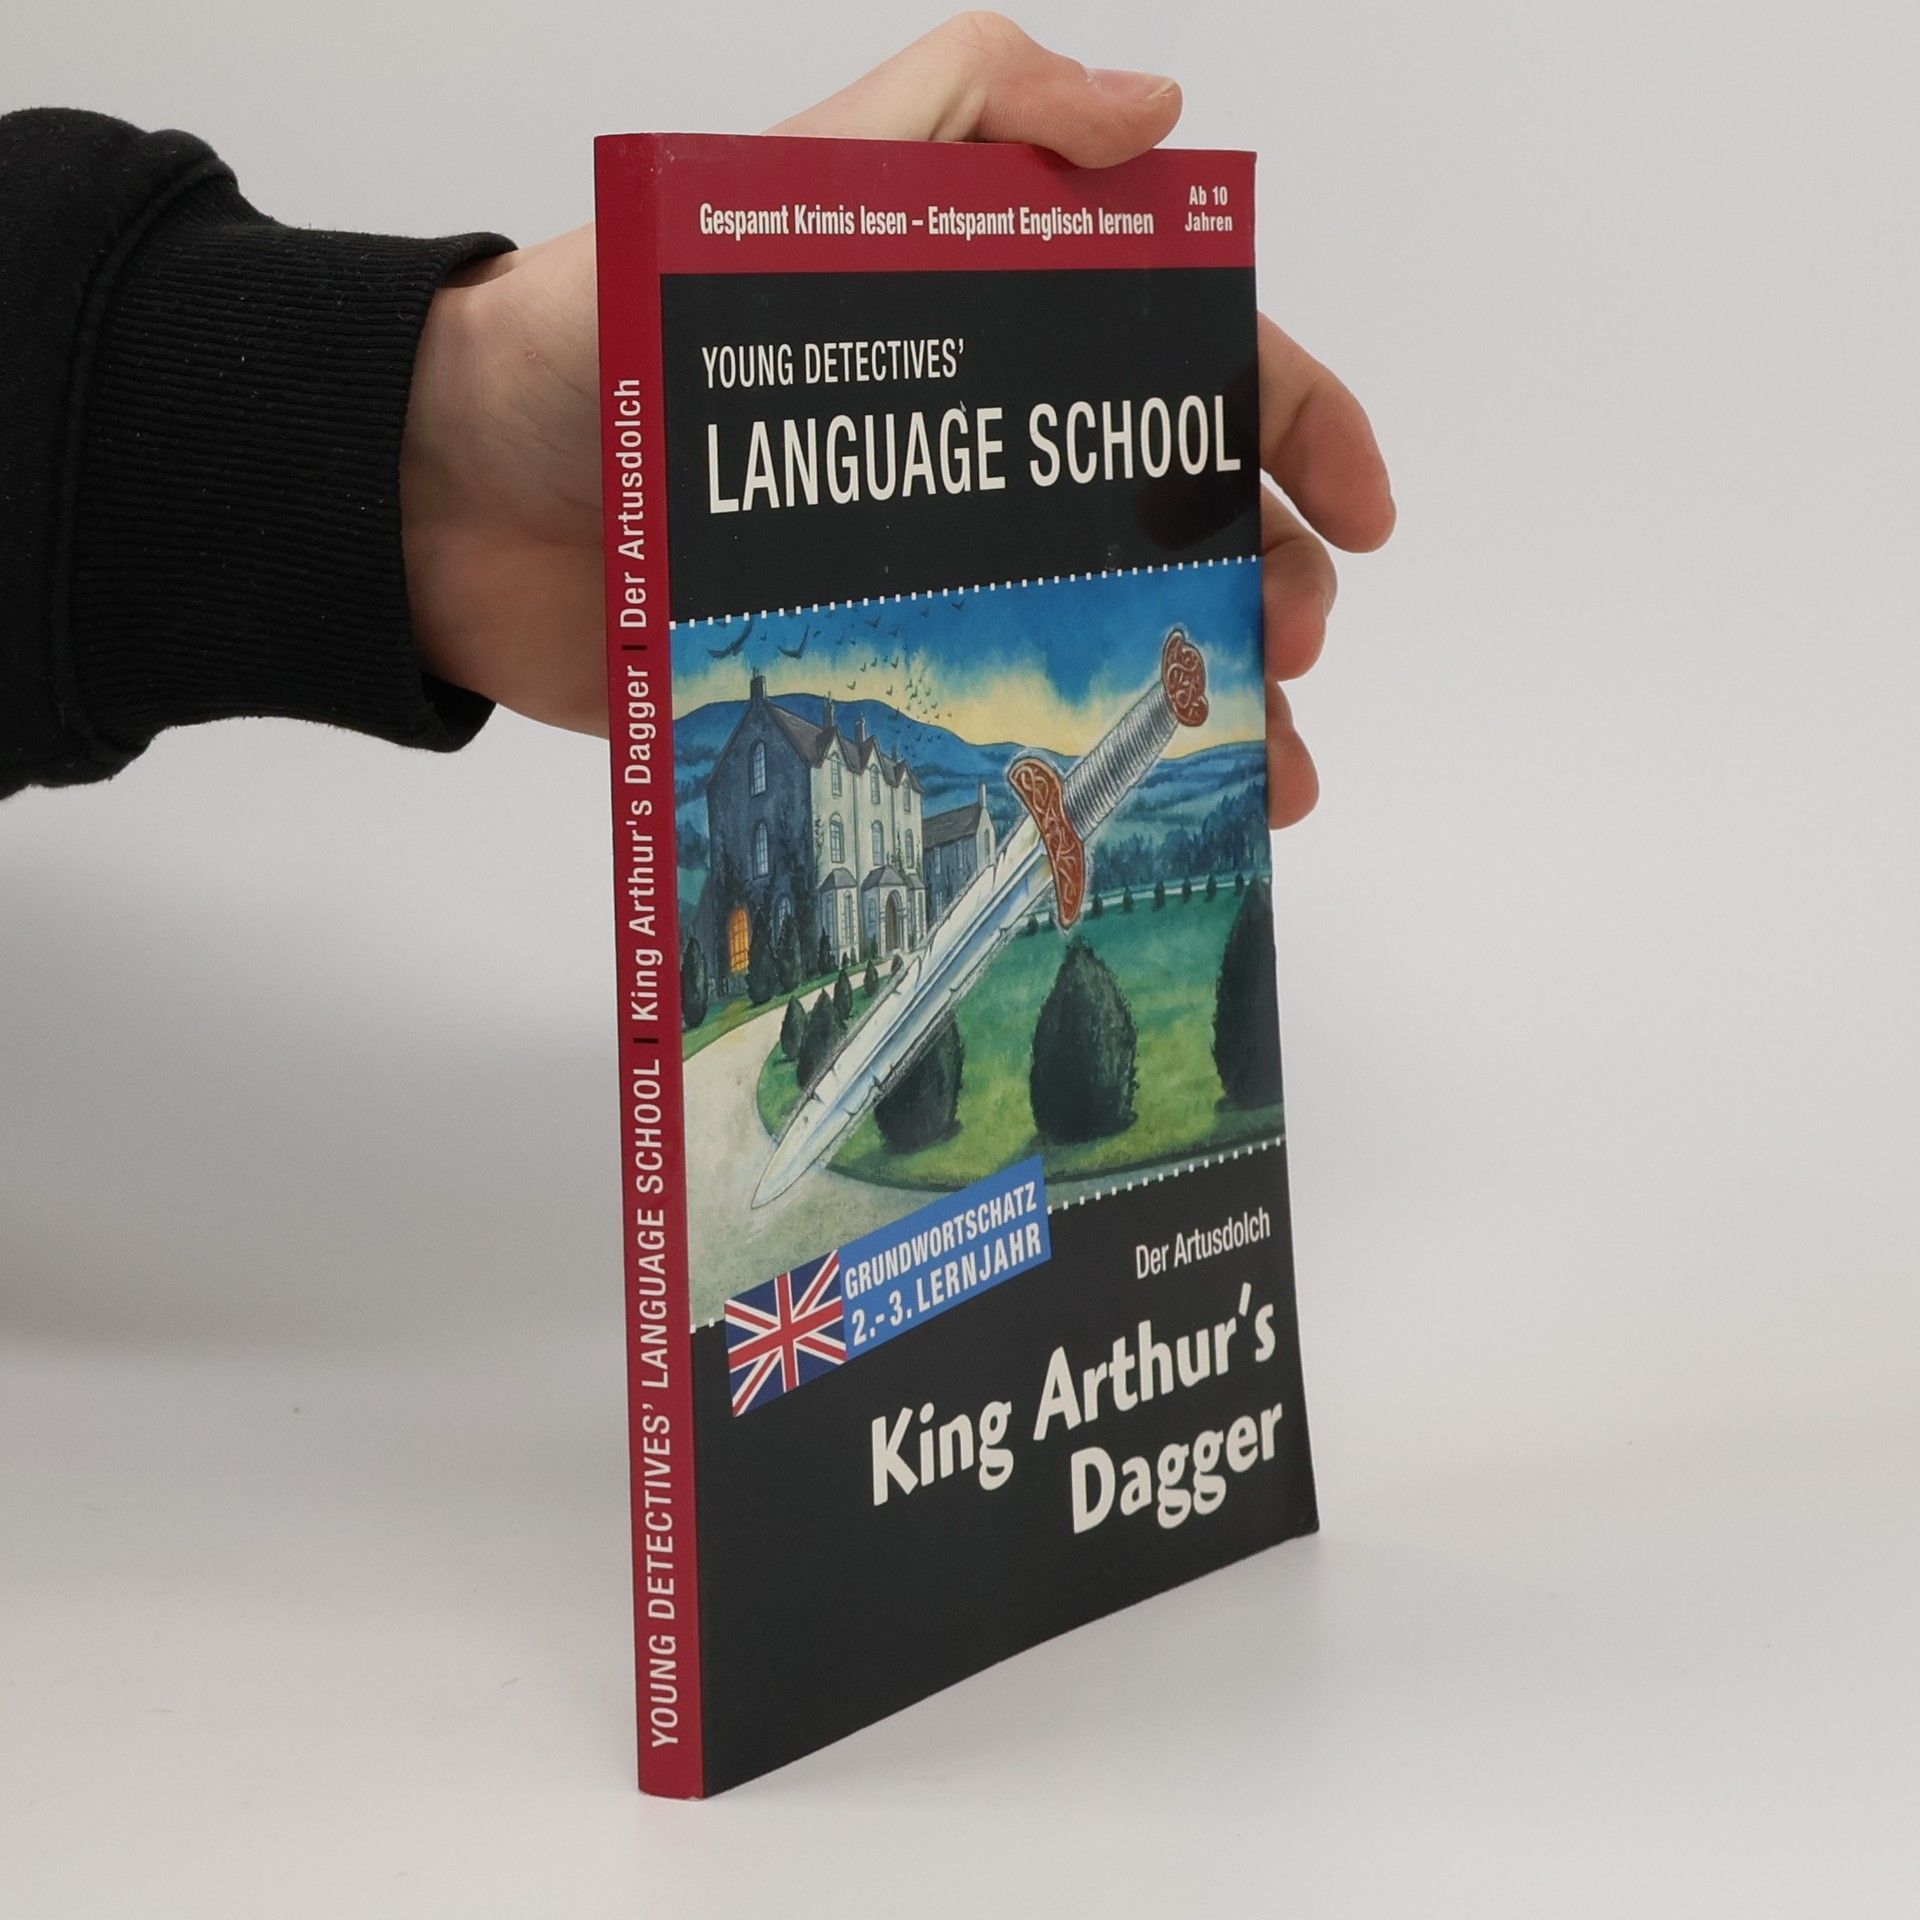 Gespannt Krimis lesen – Entspannt Englisch lernen
Ab 10
Jahren
YOUNG DETECTIVES'
LANGUAGE SCHOOL
GRUNDWORTSCHATZ
2.-3. LERNJAHR
Der Artusdolch
King Arthur's
Dagger
YOUNG DETECTIVES' LANGUAGE SCHOOL I King Arthur's Dagger I Der Artusdolch